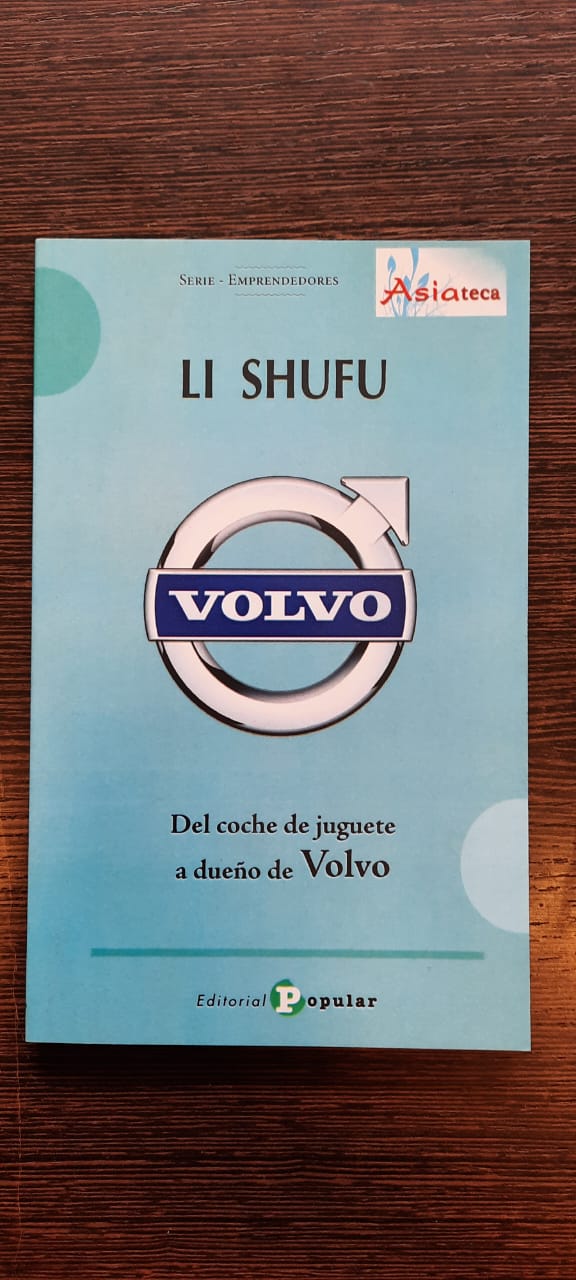 Serie - Emprendedores
Asiateca
LI SHUFU
VOLVO
Del coche de juguete
a dueño de Volvo
Editorial Popular